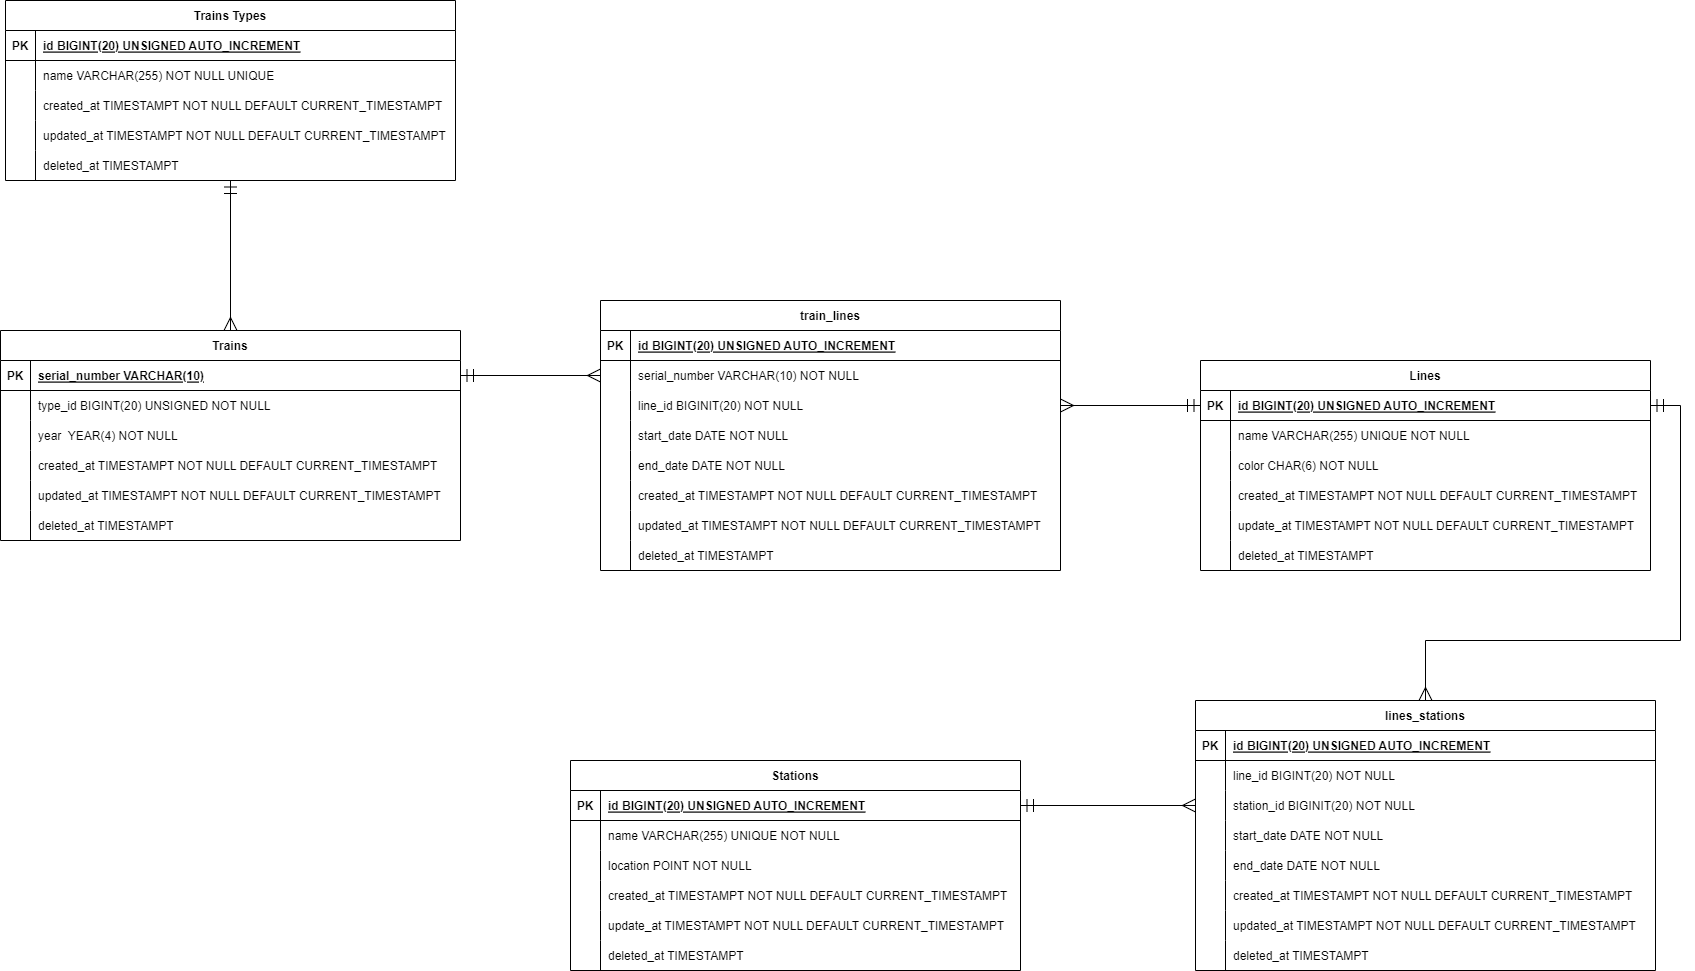 Trains Types
PK id BIGINT(20) UNSIGNED AUTO_INCREMENT
name VARCHAR(255) NOT NULL UNIQUE
created_at TIMESTAMPT NOT NULL DEFAULT CURRENT_TIMESTAMPT
updated_at TIMESTAMPT NOT NULL DEFAULT CURRENT_TIMESTAMPT
deleted_at TIMESTAMPT
Trains
PK serial_number VARCHAR(10)
type_id BIGINT(20) UNSIGNED NOT NULL
year YEAR(4) NOT NULL
created_at TIMESTAMPT NOT NULL DEFAULT CURRENT_TIMESTAMPT
updated_at TIMESTAMPT NOT NULL DEFAULT CURRENT_TIMESTAMPT
deleted_at TIMESTAMPT
train_lines
PK id BIGINT(20) UNSIGNED AUTO_INCREMENT
serial_number VARCHAR(10) NOT NULL
line_id BIGINIT(20) NOT NULL
start_date DATE NOT NULL
end_date DATE NOT NULL
created_at TIMESTAMPT NOT NULL DEFAULT CURRENT_TIMESTAMPT
updated_at TIMESTAMPT NOT NULL DEFAULT CURRENT_TIMESTAMPT
deleted_at TIMESTAMPT
Lines
PK id BIGINT(20) UNSIGNED AUTO_INCREMENT
name VARCHAR(255) UNIQUE NOT NULL
color CHAR(6) NOT NULL
created_at TIMESTAMPT NOT NULL DEFAULT CURRENT_TIMESTAMPT
update_at TIMESTAMPT NOT NULL DEFAULT CURRENT_TIMESTAMPT
deleted_at TIMESTAMPT
Stations
PK id BIGINT(20) UNSIGNED AUTO_INCREMENT
name VARCHAR(255) UNIQUE NOT NULL
location POINT NOT NULL
created_at TIMESTAMPT NOT NULL DEFAULT CURRENT_TIMESTAMPT
update_at TIMESTAMPT NOT NULL DEFAULT CURRENT_TIMESTAMPT
deleted_at TIMESTAMPT
lines_stations
PK id BIGINT(20) UNSIGNED AUTO_INCREMENT
line_id BIGINT(20) NOT NULL
station_id BIGINIT(20) NOT NULL
start_date DATE NOT NULL
end_date DATE NOT NULL
created_at TIMESTAMPT NOT NULL DEFAULT CURRENT_TIMESTAMPT
updated_at TIMESTAMPT NOT NULL DEFAULT CURRENT_TIMESTAMPT
deleted_at TIMESTAMPT